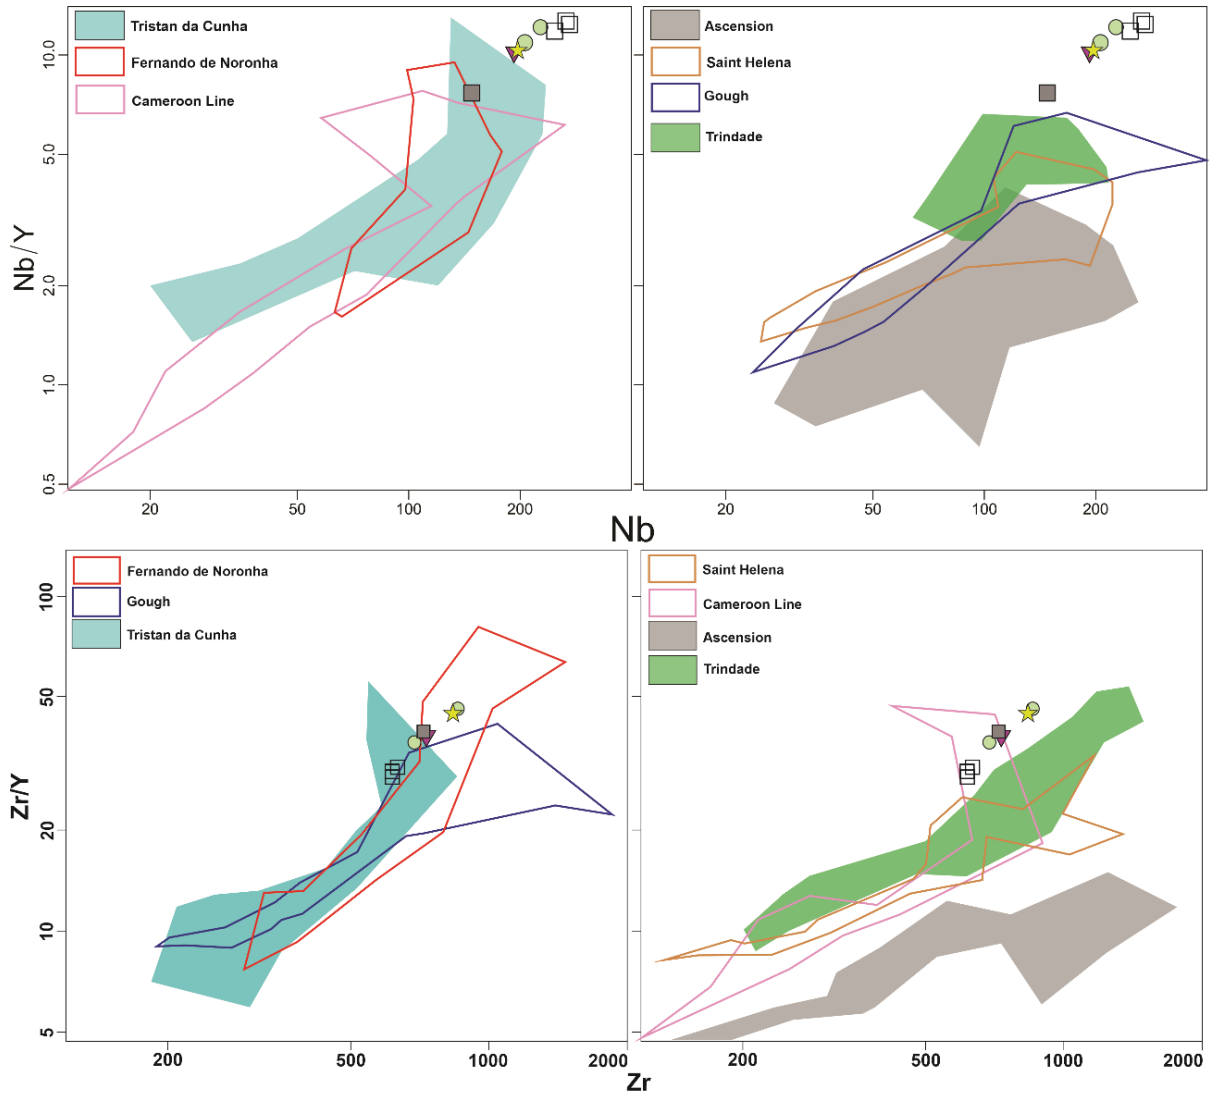 Tristan da Cunha
Fernando de Noronha
Cameroon Line
Ascension
Saint Helena
Gough
Trindade
Nb/Y
10.0
5.0
2.0
1.0
0.5
20 50 100 200
20 50 100 200
Nb
Fernando de Noronha
Gough
Tristan da Cunha
Saint Helena
Cameroon Line
Ascension
Trindade
Zr/Y
100
50
20
10
5
200 500 1000 2000
200 500 1000 2000
Zr